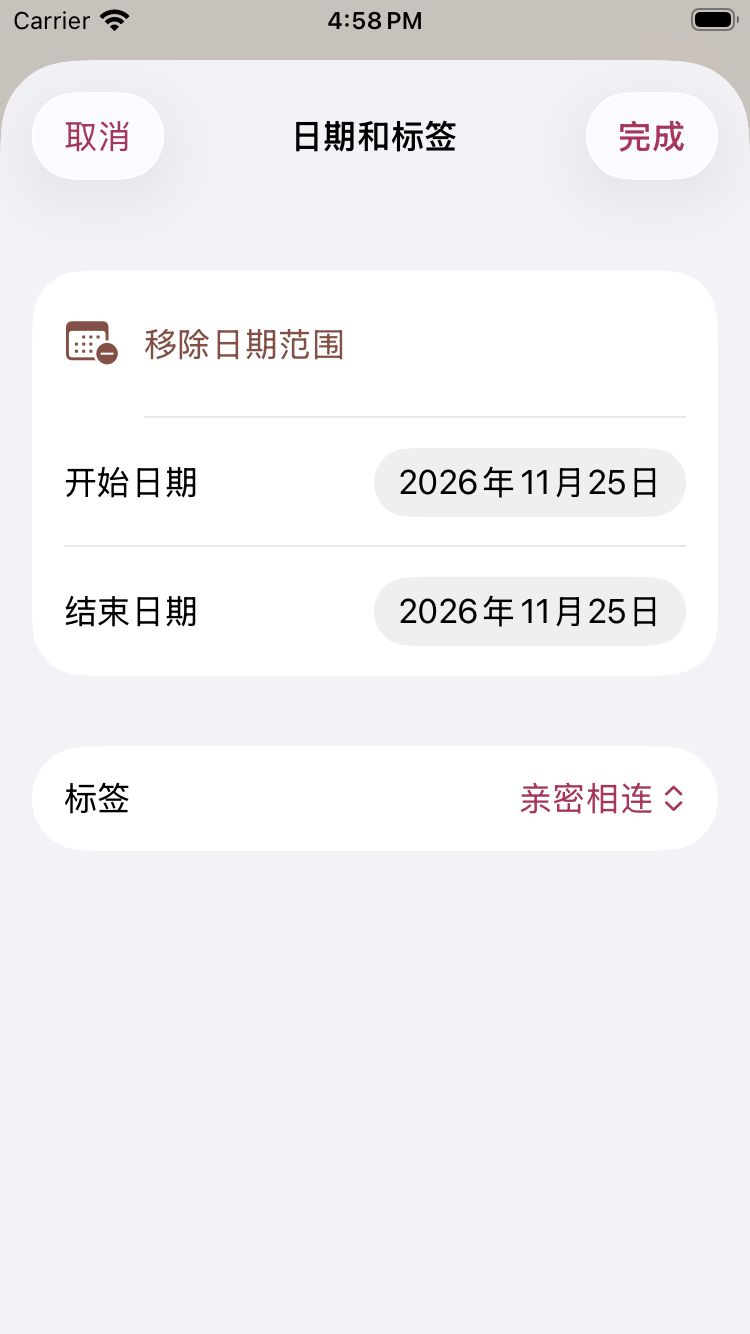 Carrier 4:58 PM
取消 日期和标签 完成
移除日期范围
开始日期 2026年11月25日
结束日期 2026年11月25日
标签 亲密相连